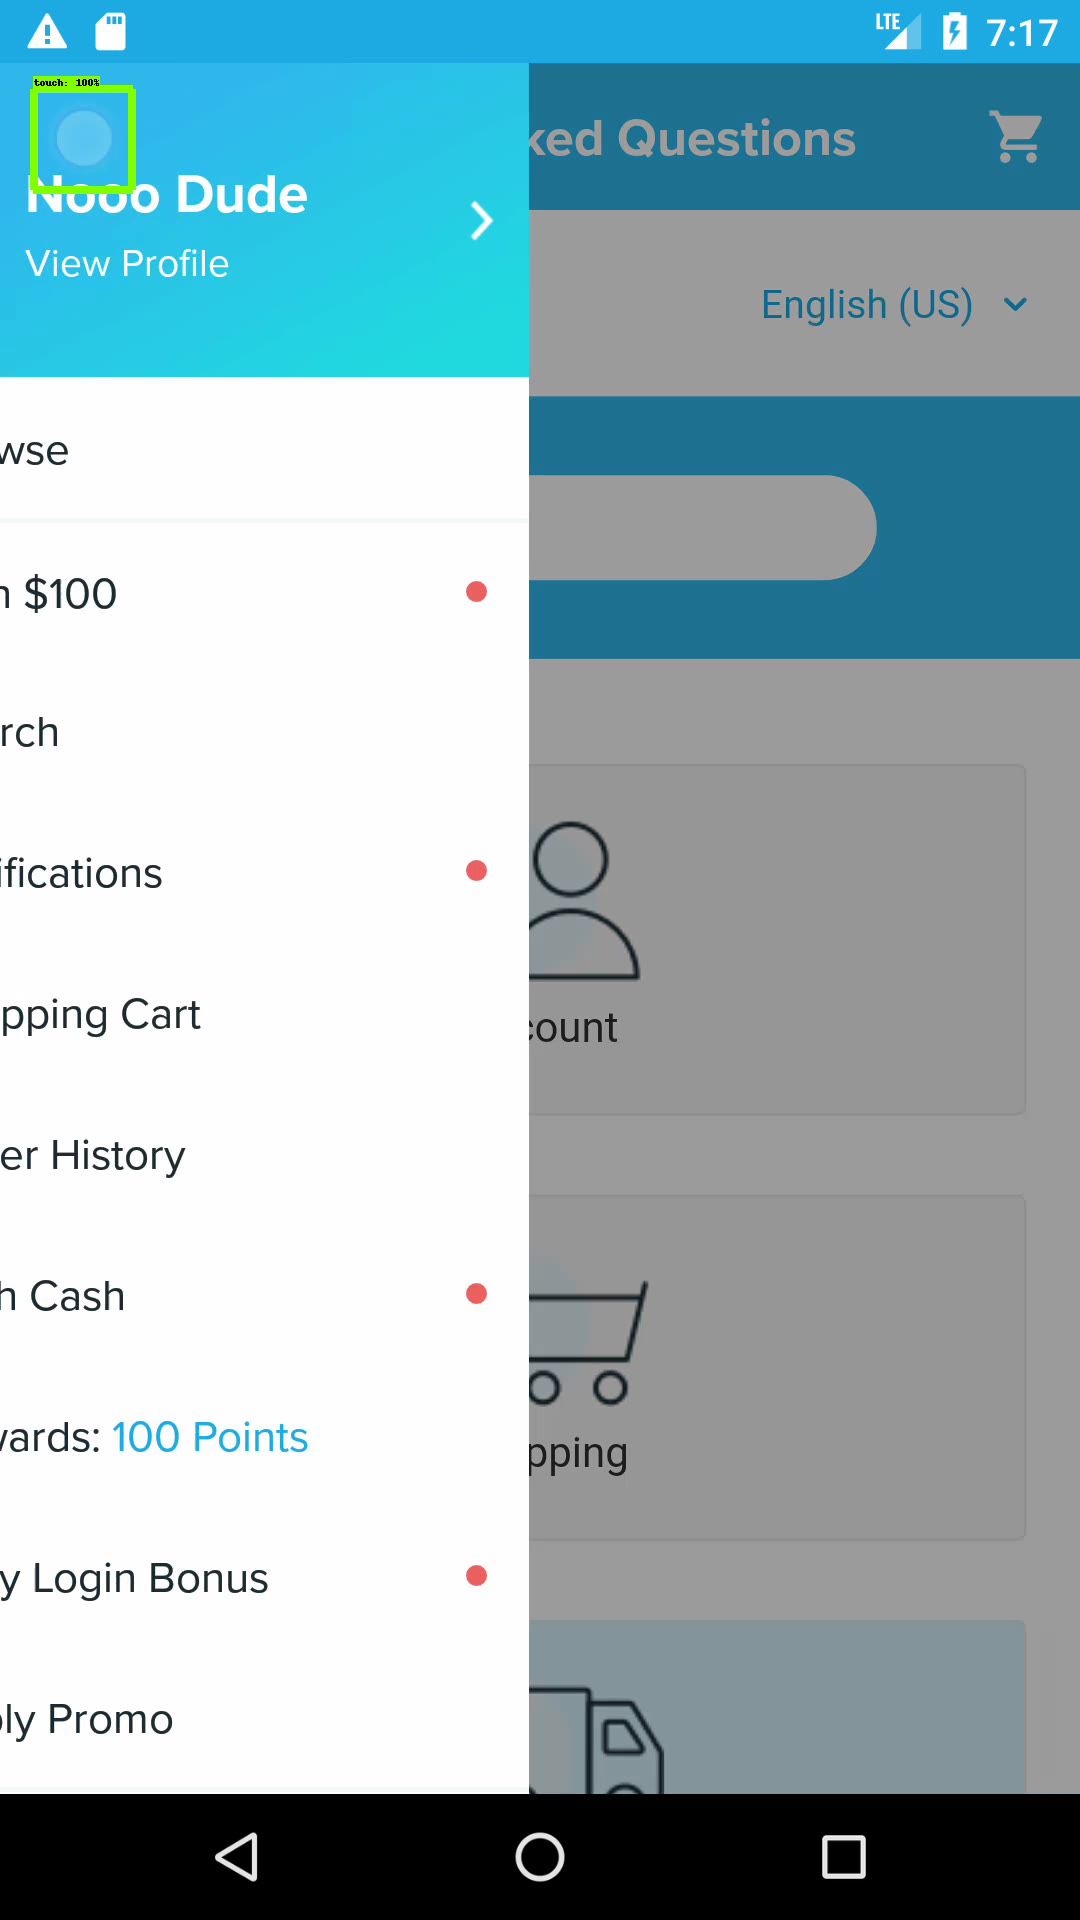 LTE 7:17
touch: 100%
ked Questions
Nooo Dude
View Profile
English (US)
wse
n $100
rch
ifications
count
pping Cart
er History
h Cash
vards: 100 Points
pping
y Login Bonus
ply Promo